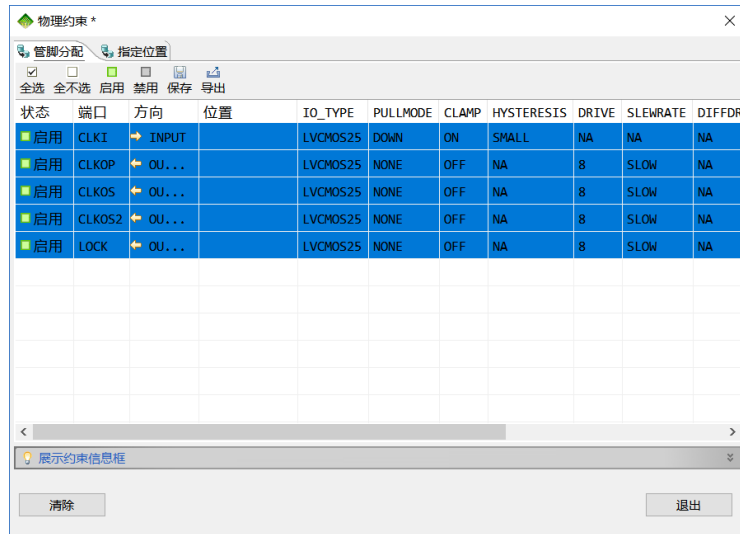 物理约束 *
管脚分配 指定位置
全选 全不选 启用 禁用 保存 导出
状态 端口 方向 位置 IO_TYPE PULLMODE CLAMP HYSTERESIS DRIVE SLEWRATE DIFFDR
启用 CLKI INPUT LVCMOS25 DOWN ON SMALL NA NA NA
启用 CLKOP OU... LVCMOS25 NONE OFF NA 8 SLOW NA
启用 CLKOS OU... LVCMOS25 NONE OFF NA 8 SLOW NA
启用 CLKOS2 OU... LVCMOS25 NONE OFF NA 8 SLOW NA
启用 LOCK OU... LVCMOS25 NONE OFF NA 8 SLOW NA
展示约束信息框
清除 退出